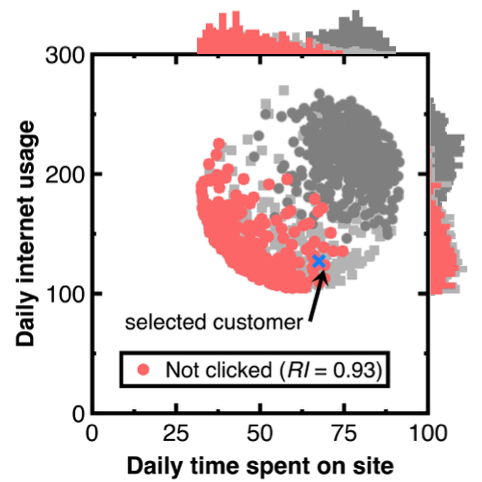 300
200
100
0
Daily internet usage
selected customer
Not clicked (RI = 0.93)
0 25 50 75 100
Daily time spent on site